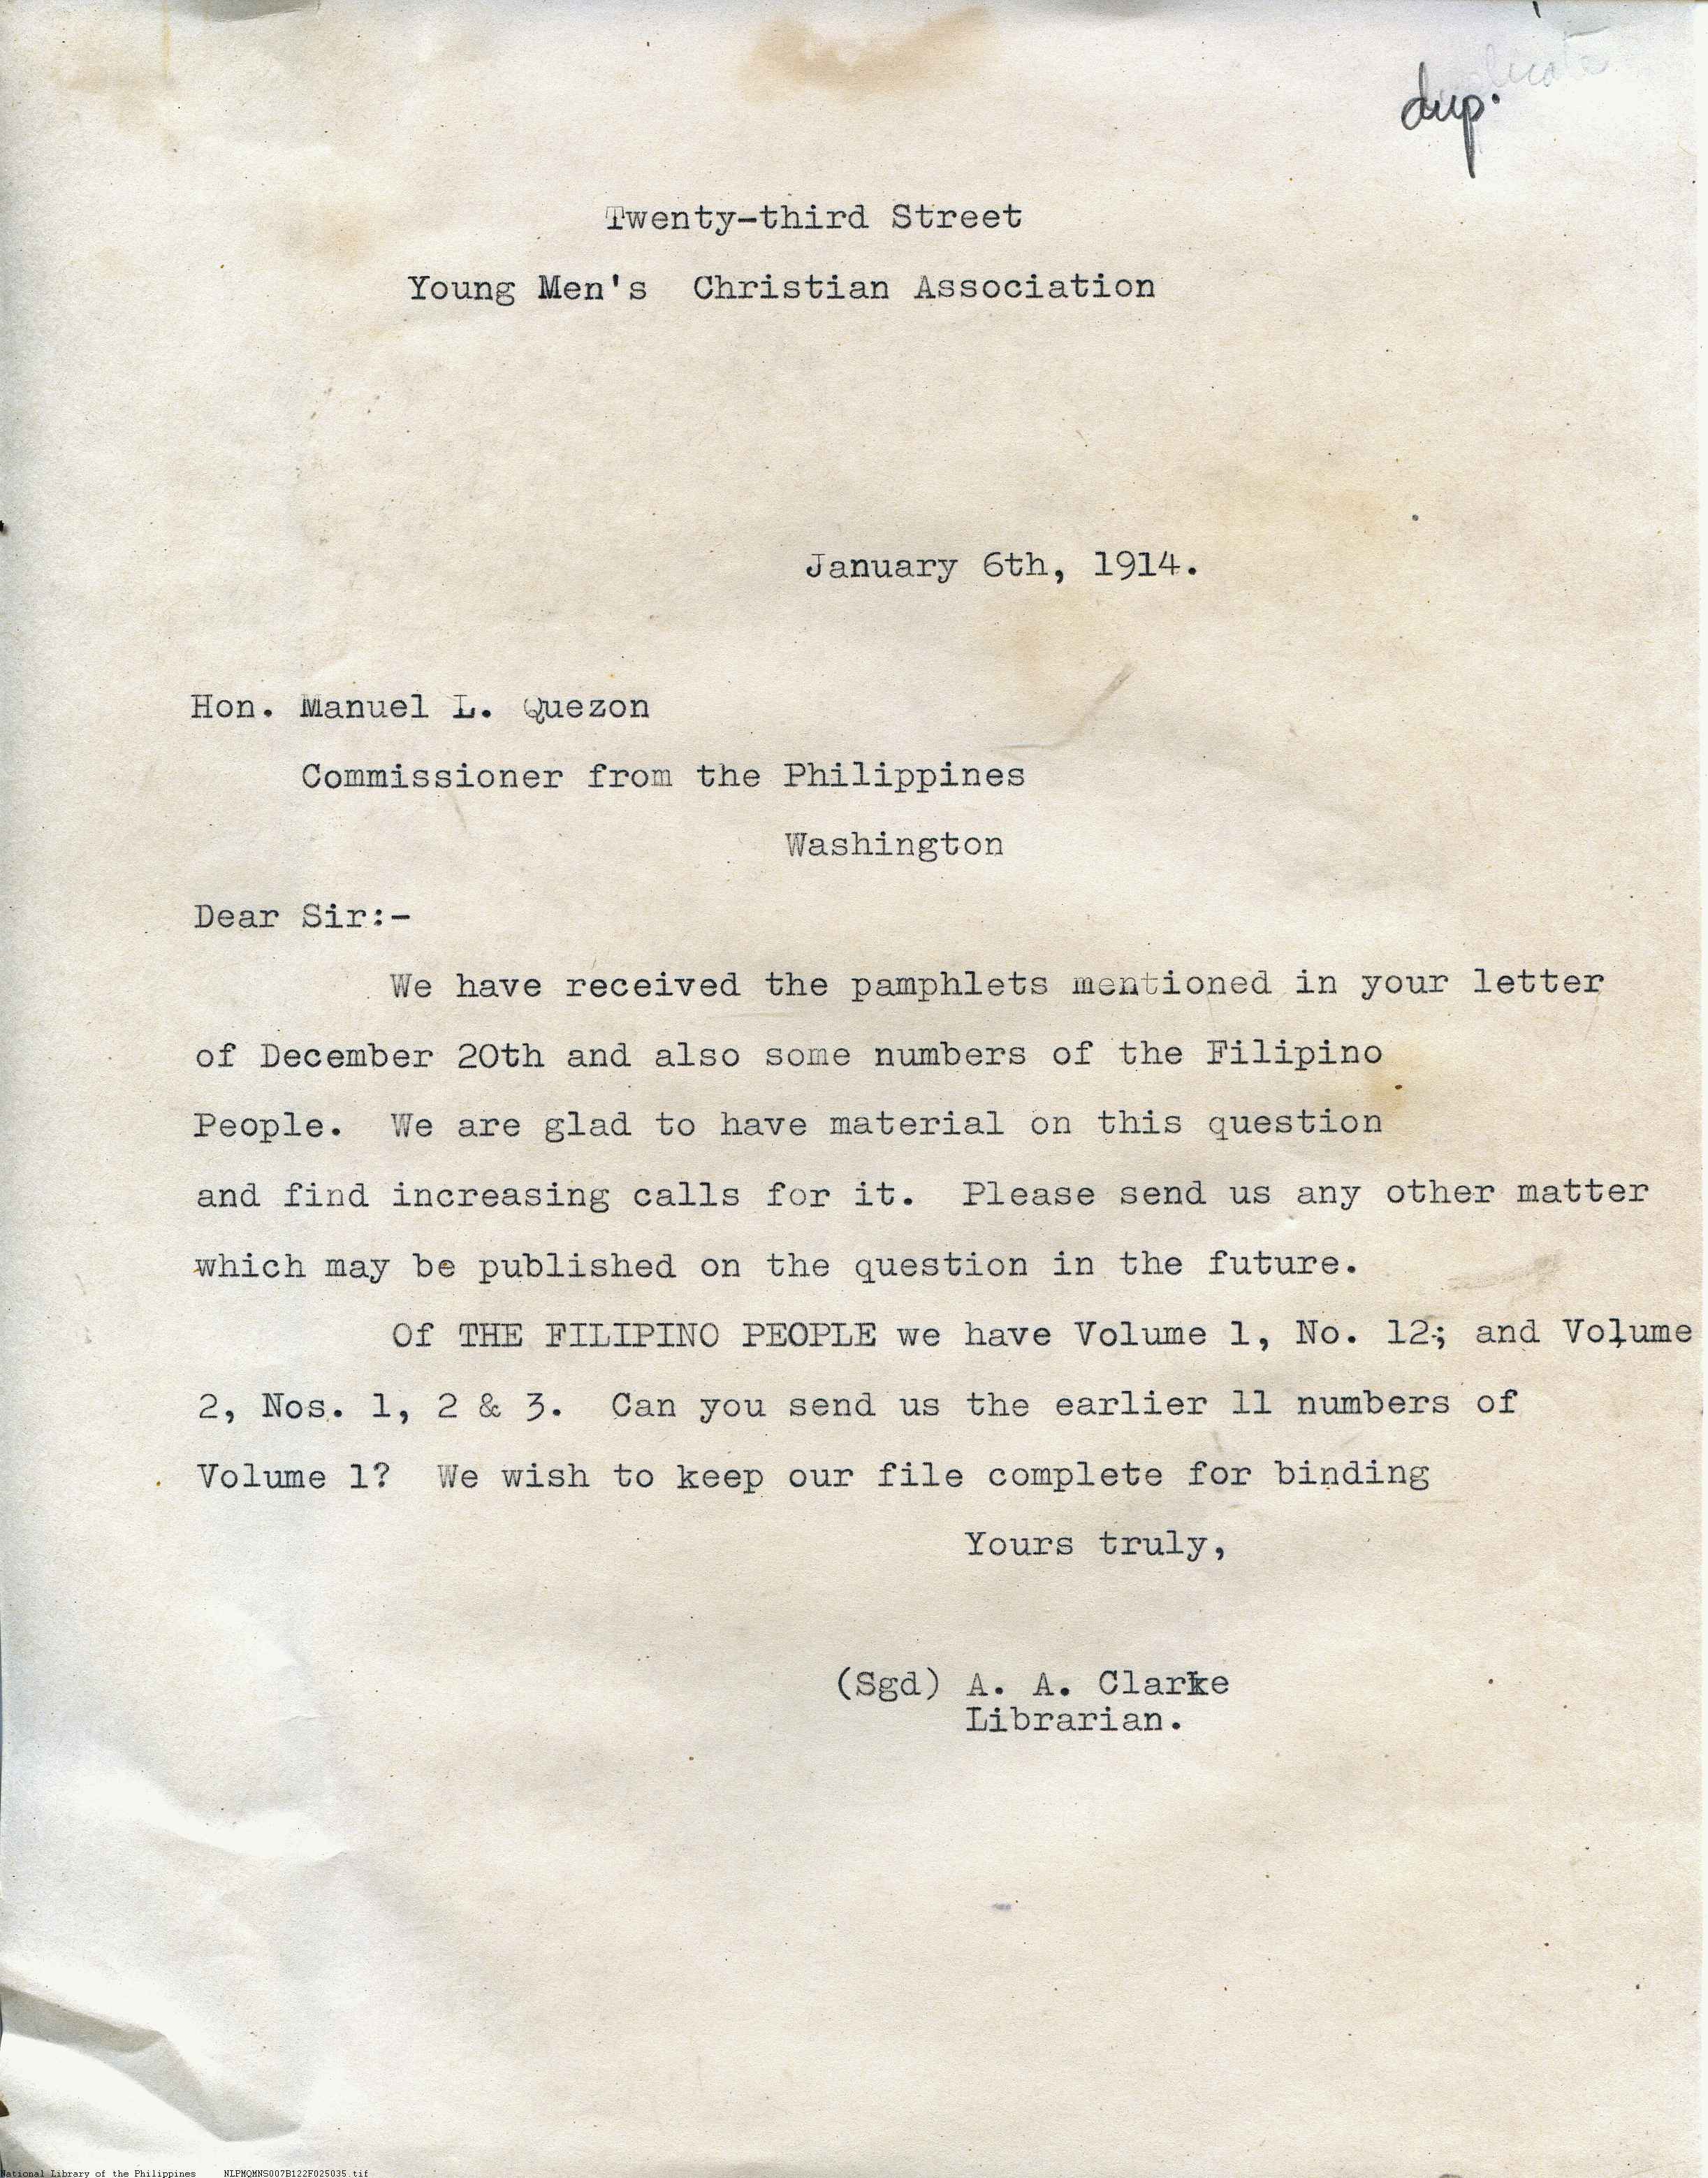 duplicate
dup.
Twenty-third Street
Young Men's Christian Association
January 6th, 1914.
Hon. Manuel L. Quezon
Commissioner from the Philippines
Washington
Dear Sir:-
We have received the pamphlets mentioned in your letter
of December 20th and also some numbers of the Filipino
People. We are glad to have material on this question
and find increasing calls for it. Please send us any other matter
which may be published on the question in the future.
Of THE FILIPINO PEOPLE we have Volume 1, No. 12; and Volume
2, Nos. 1, 2 & 3. Can you send us the earlier 11 numbers of
Volume 1? We wish to keep our file complete for binding
Yours truly,
(Sgd) A. A. Clarke
Librarian.
National Library of the Philippines NLPMQMNS007B122F025035.tif